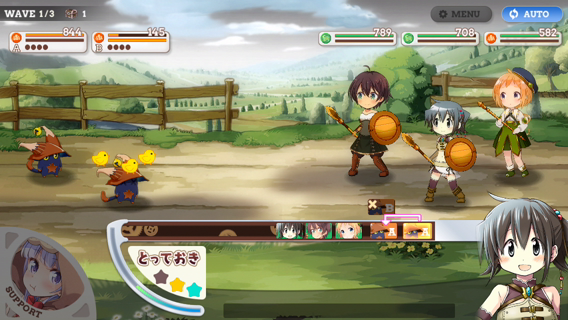 WAVE 1/3
1
MENU
AUTO
844
145
A
B
789
708
582
とっておき
SUPPORT